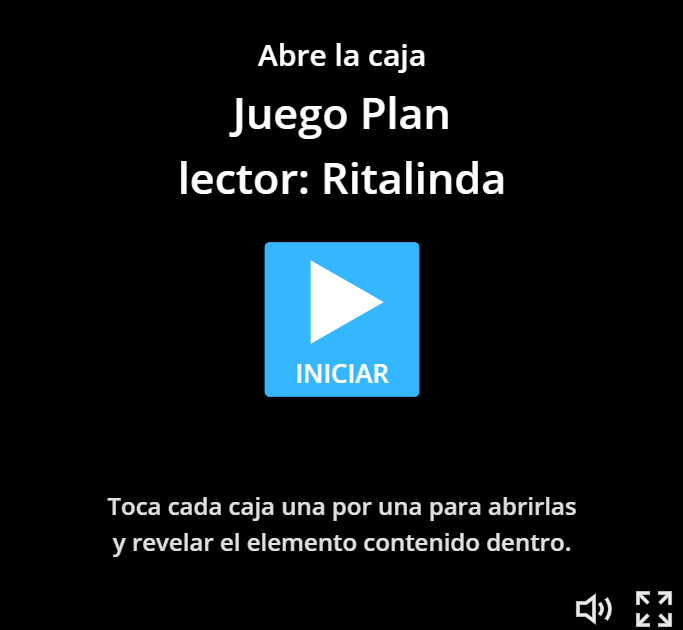 Abre la caja
Juego Plan
lector: Ritalinda
INICIAR
Toca cada caja una por una para abrirlas
y revelar el elemento contenido dentro.